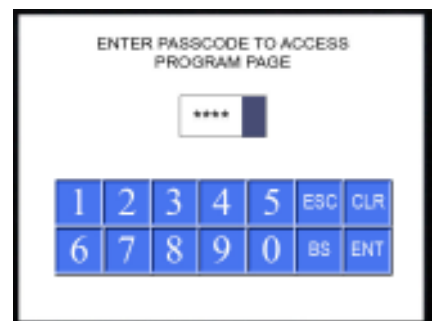 ENTER PASSCODE TO ACCESS
PROGRAM PAGE
****
1 2 3 4 5 ESC CLR
6 7 8 9 0 BS ENT